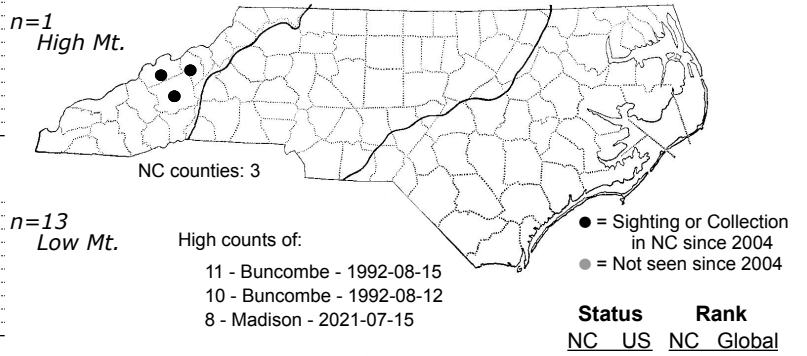 n=1
High Mt.
NC counties: 3
n=13
Low Mt.
High counts of:
11 - Buncombe - 1992-08-15
10 - Buncombe - 1992-08-12
8 - Madison - 2021-07-15
● = Sighting or Collection
in NC since 2004
● = Not seen since 2004
Status Rank
NC US NC Global